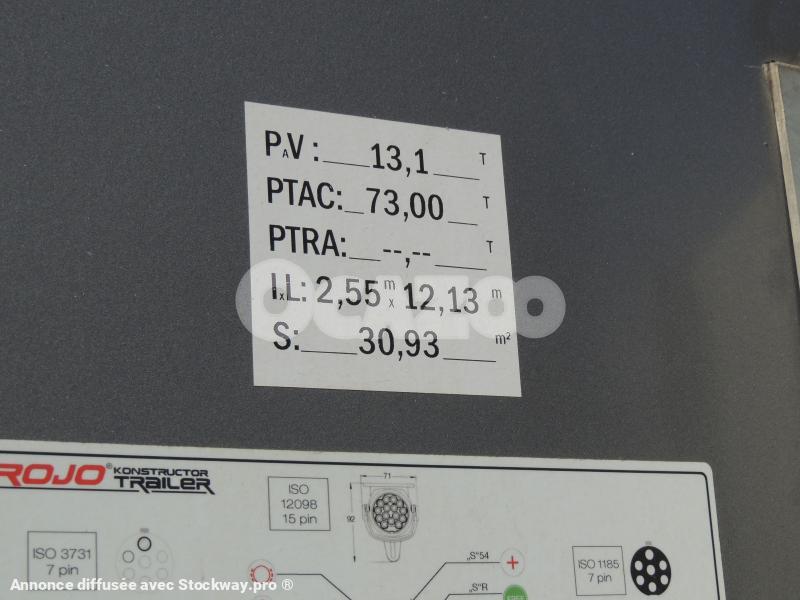 PAV: 13,1 T
PTAC: 73,00 T
PTRA: --,-- T
lxL: 2,55 m x 12,13 m
S: 30,93 m²
OCAZOO
ROJO® KONSTRUCTOR TRAILER
71
ISO 12098 15 pin
92
ISO 3731 7 pin
„S"54
ISO 1185 7 pin
„S"R
Annonce diffusée avec Stockway.pro ®